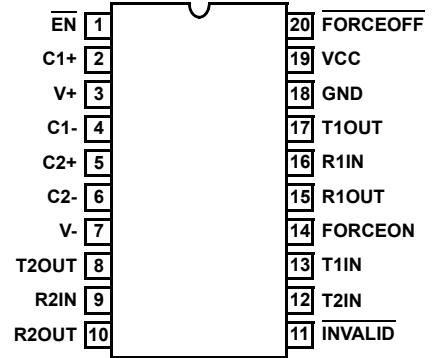 EN 1 20 FORCEOFF
C1+ 2 19 VCC
V+ 3 18 GND
C1- 4 17 T1OUT
C2+ 5 16 R1IN
C2- 6 15 R1OUT
V- 7 14 FORCEON
T2OUT 8 13 T1IN
R2IN 9 12 T2IN
R2OUT 10 11 INVALID